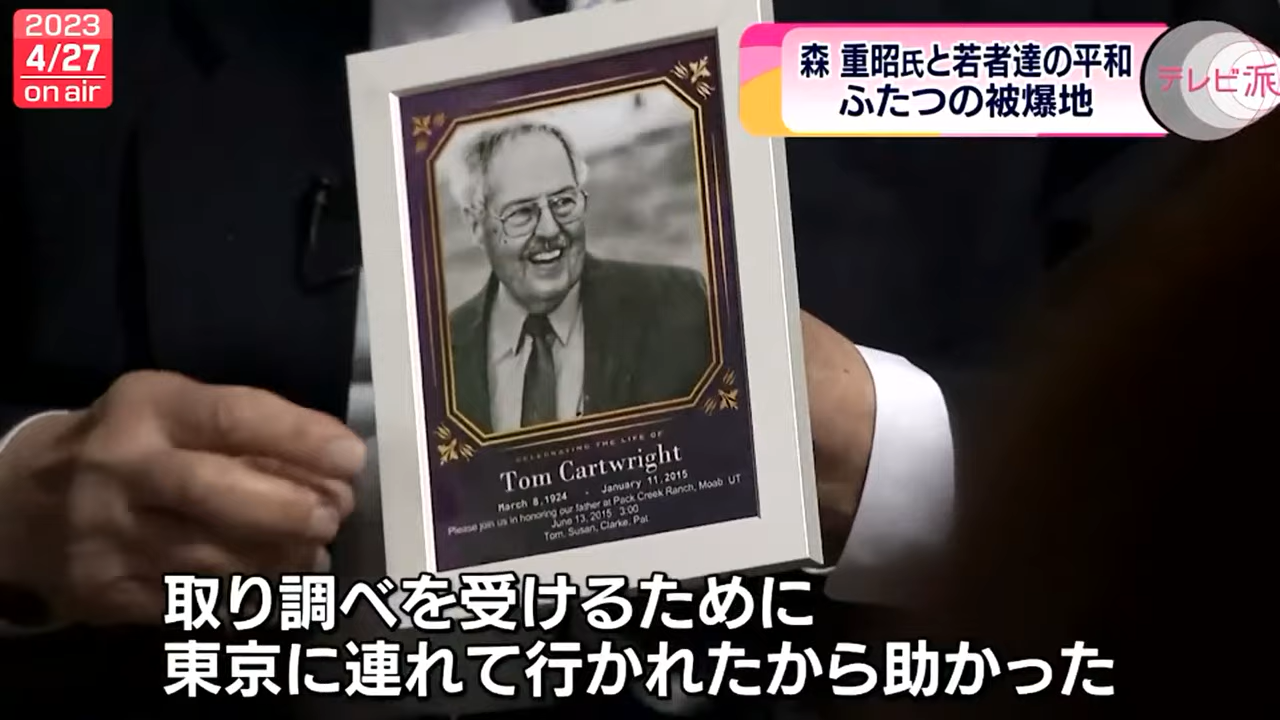 2023
4/27
on air
森 重昭氏と若者達の平和
ふたつの被爆地
テレビ派
CELEBRATING THE LIFE OF
Tom Cartwright
March 8,1924 - January 11,2015
Please join us in honoring our father at Pack Creek Ranch, Moab UT
June 13, 2015 3:00
Tom, Susan, Clarke, Pat
取り調べを受けるために
東京に連れて行かれたから助かった